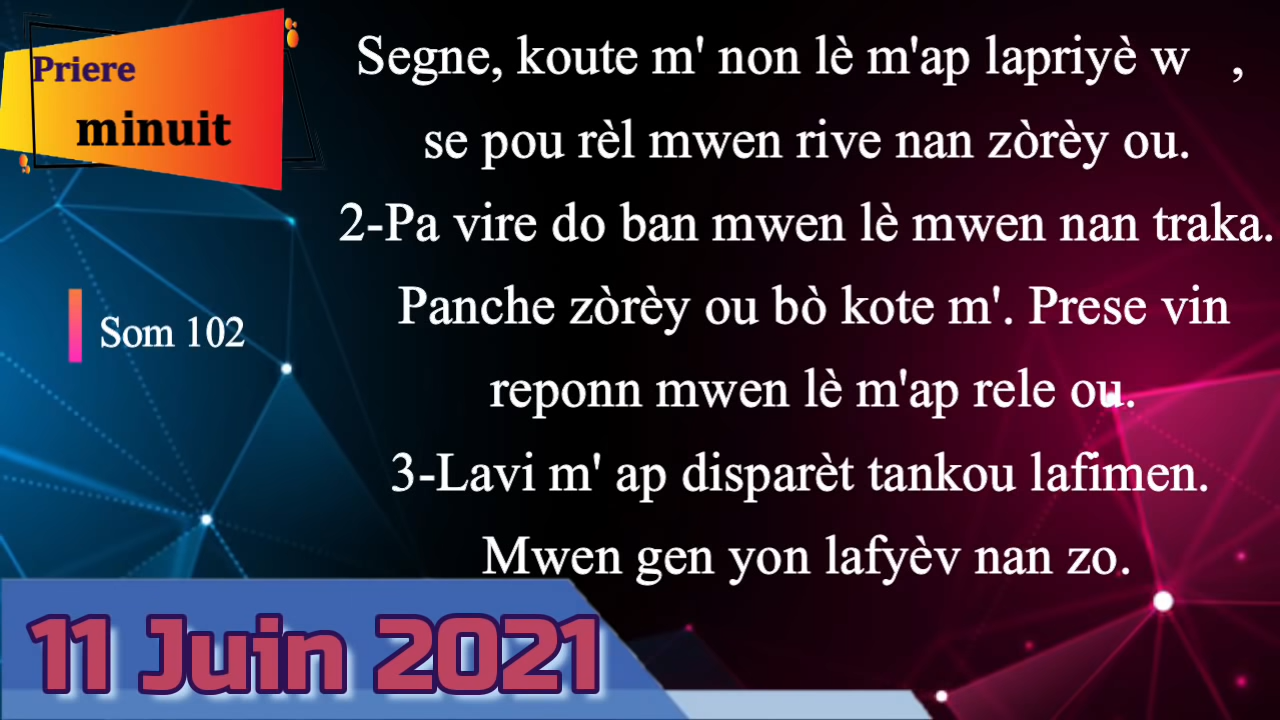 Priere
minuit
Som 102
Segne, koute m' non lè m'ap lapriyè w ,
se pou rèl mwen rive nan zòrèy ou.
2-Pa vire do ban mwen lè mwen nan traka.
Panche zòrèy ou bò kote m'. Prese vin
reponn mwen lè m'ap rele ou.
3-Lavi m' ap disparèt tankou lafimen.
Mwen gen yon lafyèv nan zo.
11 Juin 2021